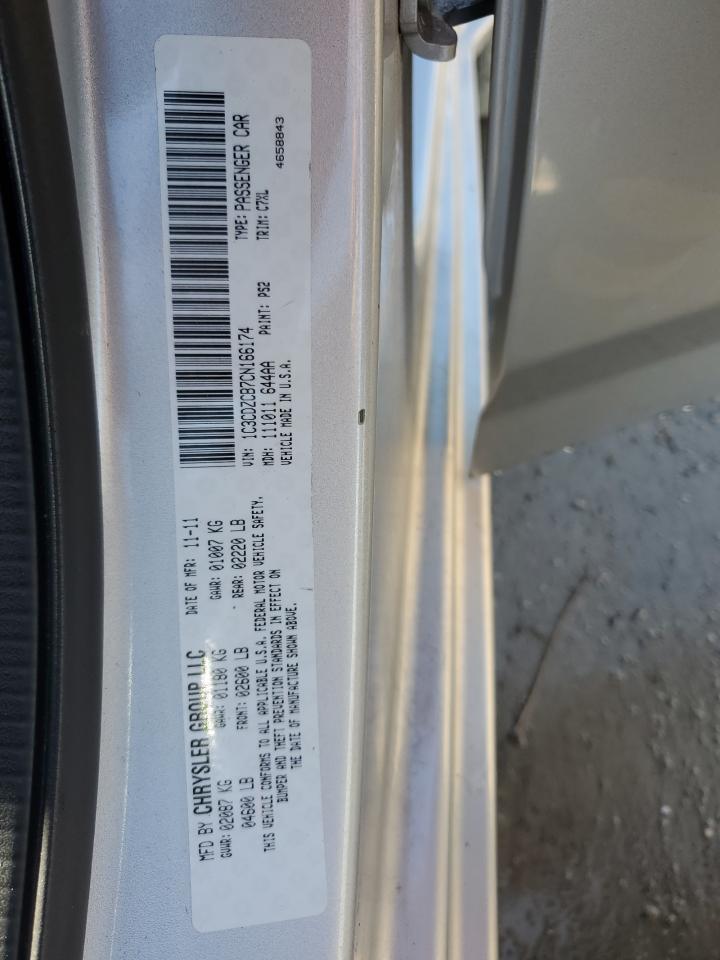 MFD BY CHRYSLER GROUP LLC DATE OF MFR: 11-11
GVWR: 02087 KG GAWR: 01180 KG GAWR: 01007 KG
04600 LB FRONT: 02600 LB REAR: 02220 LB
THIS VEHICLE CONFORMS TO ALL APPLICABLE U.S.A. FEDERAL MOTOR VEHICLE SAFETY,
BUMPER AND THEFT PREVENTION STANDARDS IN EFFECT ON
THE DATE OF MANUFACTURE SHOWN ABOVE.
VIN: 1C3CDZCB7CN166174 TYPE: PASSENGER CAR
MDH: 111011 644AA PAINT: PS2 TRIM: C7XL
VEHICLE MADE IN U.S.A. 4658843